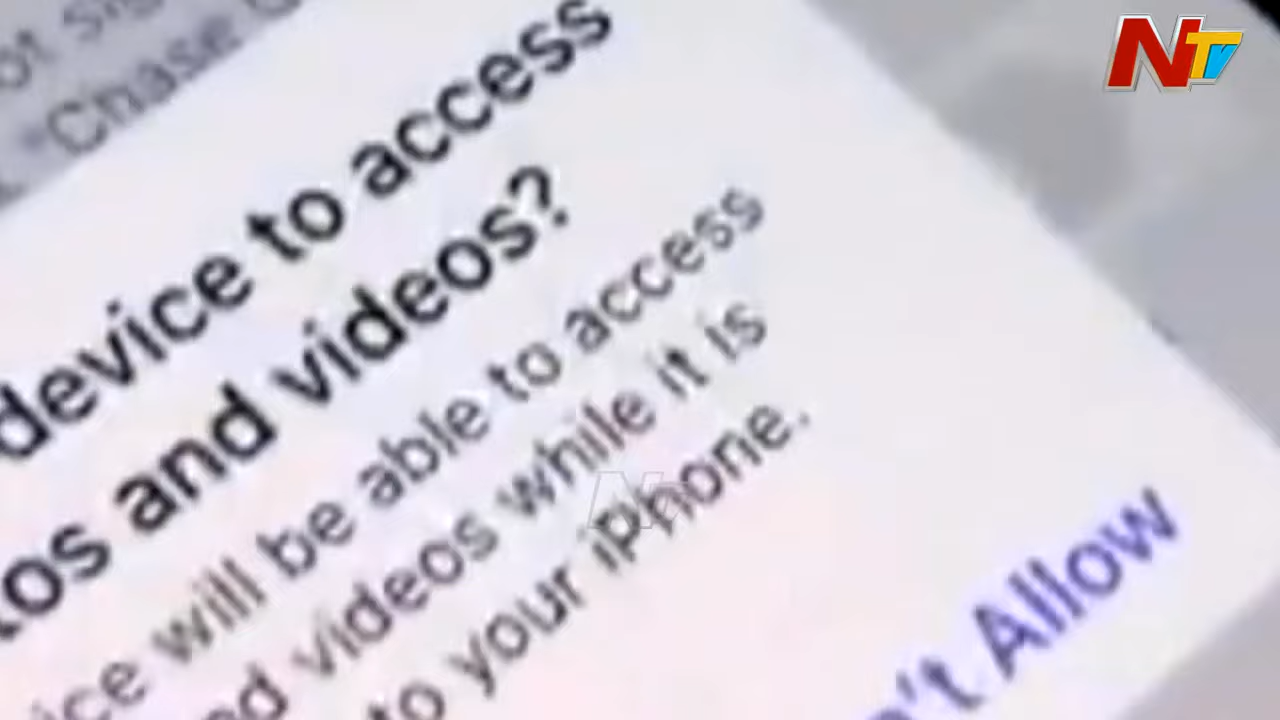 NTV
Chase
device to access
os and videos?
ice will be able to access
d videos while it is
to your iPhone.
n't Allow